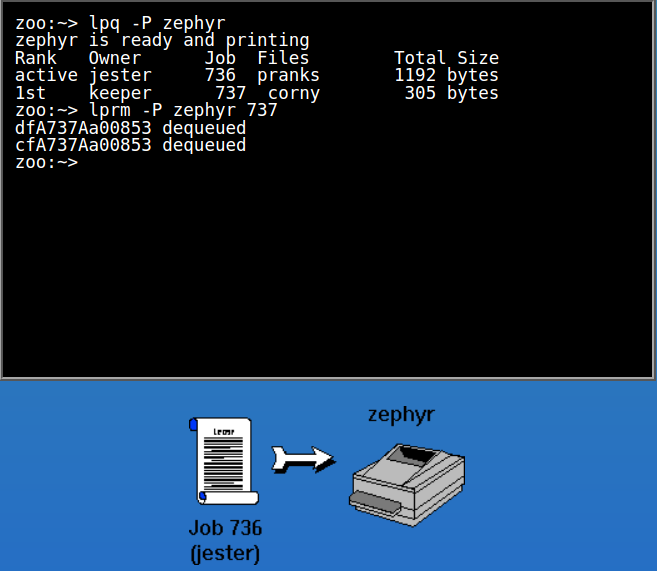 zoo:~> lpq -P zephyr
zephyr is ready and printing
Rank   Owner      Job  Files        Total Size
active jester     736  pranks       1192 bytes
1st    keeper      737  corny        305 bytes
zoo:~> lprm -P zephyr 737
dfA737Aa00853 dequeued
cfA737Aa00853 dequeued
zoo:~>
zephyr
Job 736
(jester)